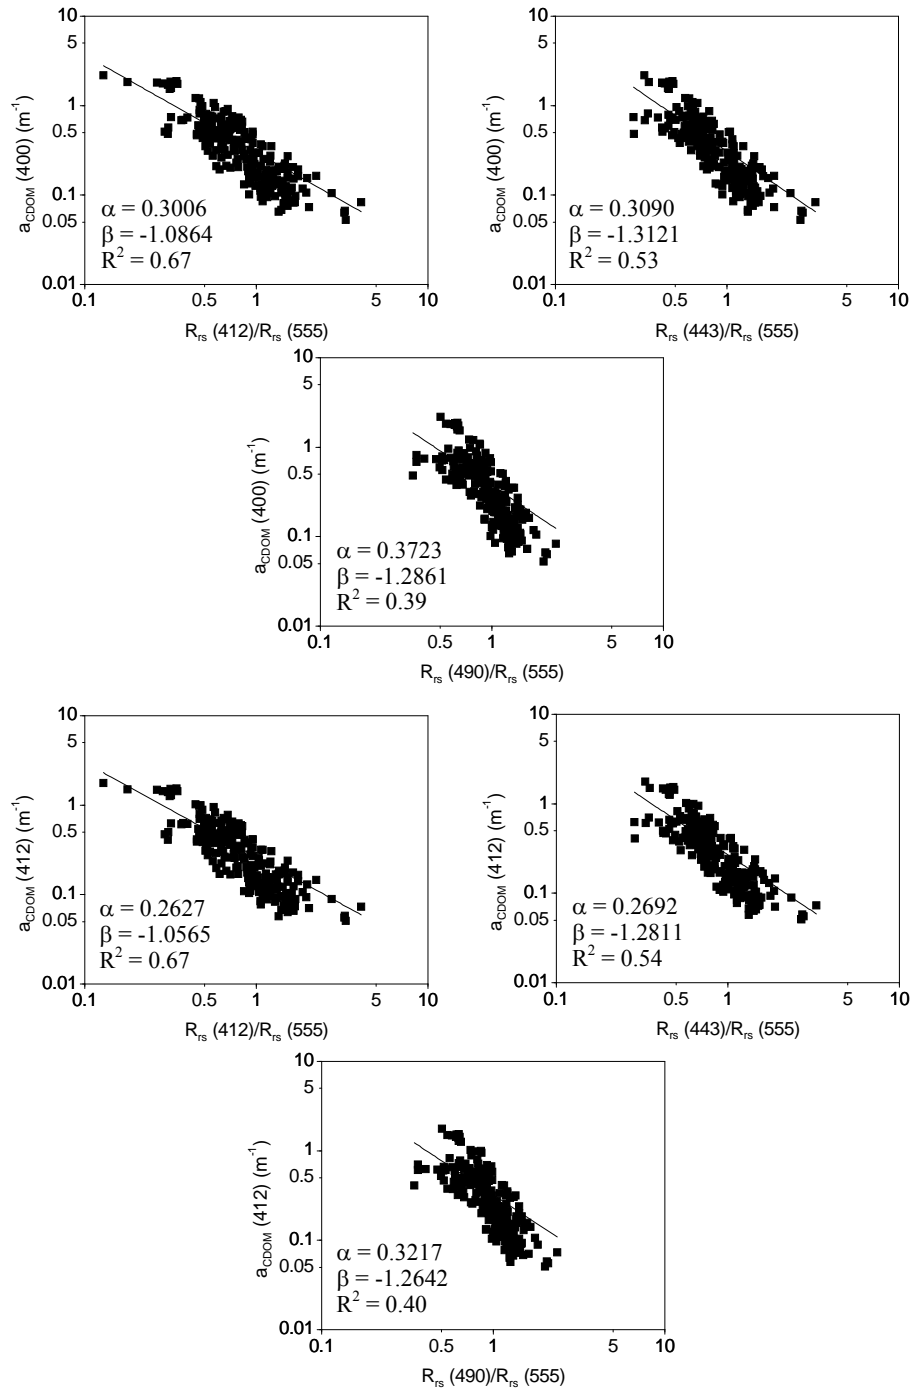 10
5
1
0.5
0.1
0.05
0.01
a_CDOM (400) (m^-1)
α = 0.3006
β = -1.0864
R² = 0.67
0.1 0.5 1 5 10
R_rs (412)/R_rs (555)
10
5
1
0.5
0.1
0.05
0.01
a_CDOM (400) (m^-1)
α = 0.3090
β = -1.3121
R² = 0.53
0.1 0.5 1 5 10
R_rs (443)/R_rs (555)
10
5
1
0.5
0.1
0.05
0.01
a_CDOM (400) (m^-1)
α = 0.3723
β = -1.2861
R² = 0.39
0.1 0.5 1 5 10
R_rs (490)/R_rs (555)
10
5
1
0.5
0.1
0.05
0.01
a_CDOM (412) (m^-1)
α = 0.2627
β = -1.0565
R² = 0.67
0.1 0.5 1 5 10
R_rs (412)/R_rs (555)
10
5
1
0.5
0.1
0.05
0.01
a_CDOM (412) (m^-1)
α = 0.2692
β = -1.2811
R² = 0.54
0.1 0.5 1 5 10
R_rs (443)/R_rs (555)
10
5
1
0.5
0.1
0.05
0.01
a_CDOM (412) (m^-1)
α = 0.3217
β = -1.2642
R² = 0.40
0.1 0.5 1 5 10
R_rs (490)/R_rs (555)